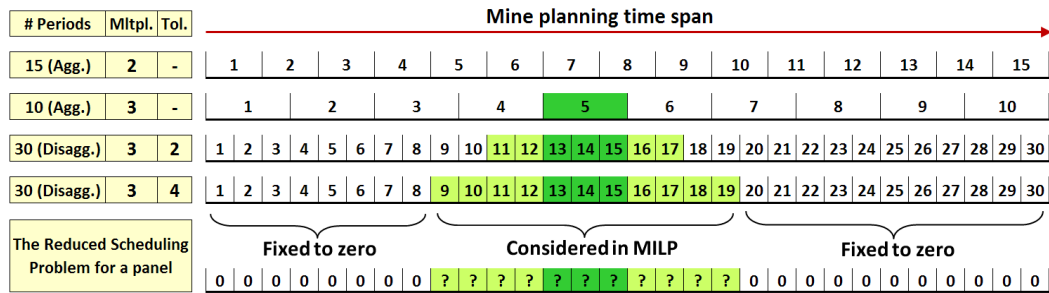 # Periods Mltpl. Tol. Mine planning time span
15 (Agg.) 2 - 1 2 3 4 5 6 7 8 9 10 11 12 13 14 15
10 (Agg.) 3 - 1 2 3 4 5 6 7 8 9 10
30 (Disagg.) 3 2 1 2 3 4 5 6 7 8 9 10 11 12 13 14 15 16 17 18 19 20 21 22 23 24 25 26 27 28 29 30
30 (Disagg.) 3 4 1 2 3 4 5 6 7 8 9 10 11 12 13 14 15 16 17 18 19 20 21 22 23 24 25 26 27 28 29 30
The Reduced Scheduling
Problem for a panel
Fixed to zero Considered in MILP Fixed to zero
0 0 0 0 0 0 0 0 ? ? ? ? ? ? ? ? ? ? ? 0 0 0 0 0 0 0 0 0 0 0